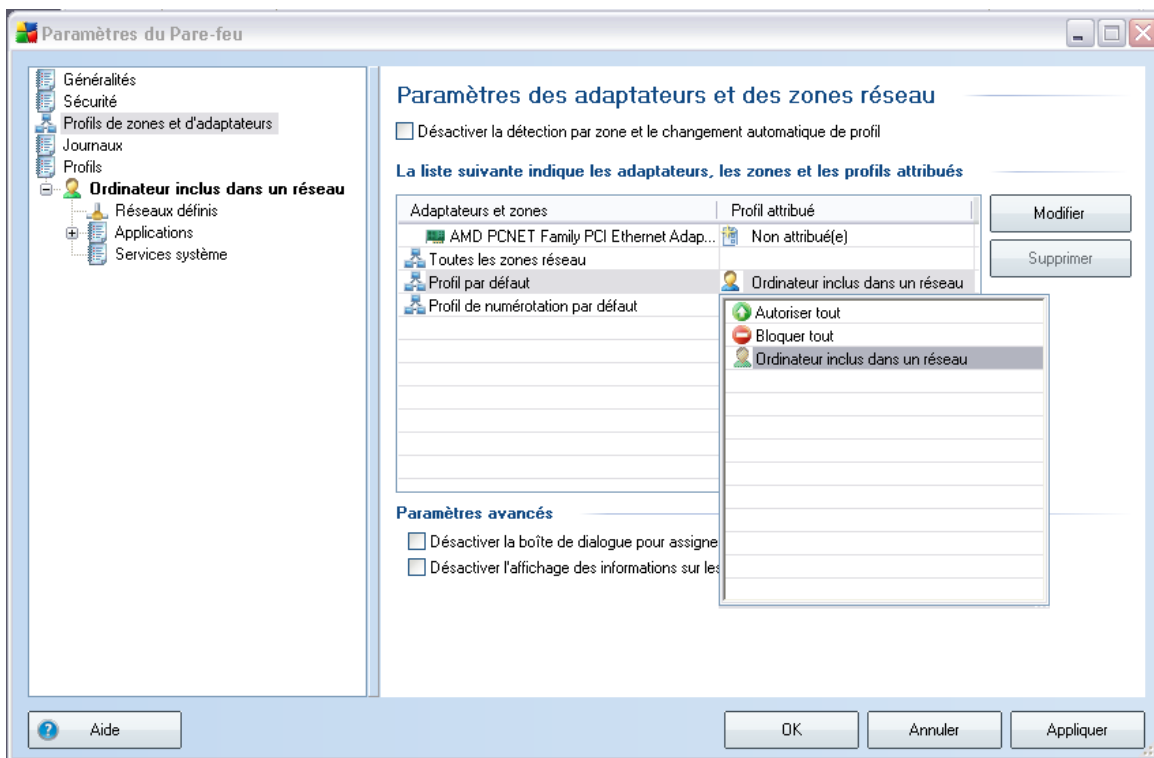 Paramètres du Pare-feu
Généralités
Sécurité
Profils de zones et d'adaptateurs
Journaux
Profils
Ordinateur inclus dans un réseau
Réseaux définis
Applications
Services système
Paramètres des adaptateurs et des zones réseau
Désactiver la détection par zone et le changement automatique de profil
La liste suivante indique les adaptateurs, les zones et les profils attribués
Adaptateurs et zones Profil attribué
AMD PCNET Family PCI Ethernet Adap... Non attribué(e)
Toutes les zones réseau
Profil par défaut Ordinateur inclus dans un réseau
Profil de numérotation par défaut
Autoriser tout
Bloquer tout
Ordinateur inclus dans un réseau
Modifier
Supprimer
Paramètres avancés
Désactiver la boîte de dialogue pour assigne
Désactiver l'affichage des informations sur les
Aide
OK
Annuler
Appliquer